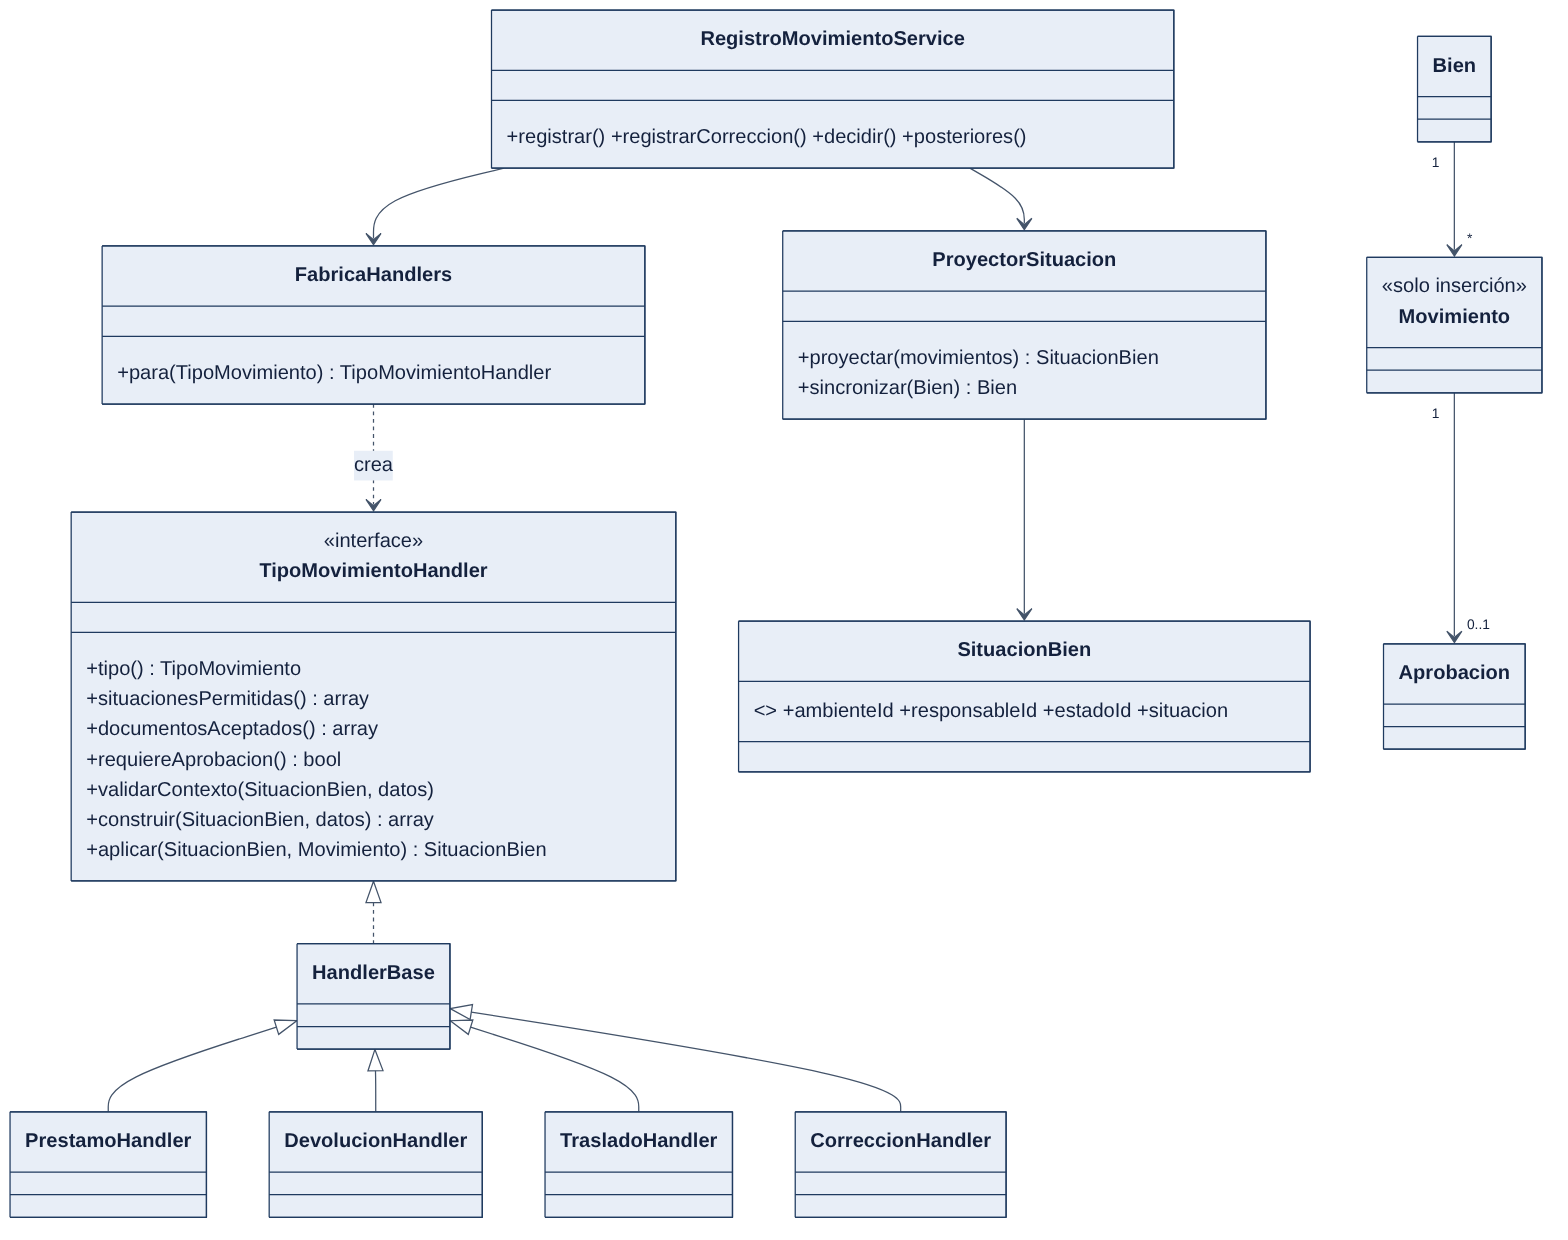 RegistroMovimientoService
+registrar() +registrarCorreccion() +decidir() +posteriores()
Bien
1
*
FabricaHandlers
+para(TipoMovimiento) : TipoMovimientoHandler
ProyectorSituacion
+proyectar(movimientos) : SituacionBien
+sincronizar(Bien) : Bien
«solo inserción»
Movimiento
1
0..1
crea
«interface»
TipoMovimientoHandler
+tipo() : TipoMovimiento
+situacionesPermitidas() : array
+documentosAceptados() : array
+requiereAprobacion() : bool
+validarContexto(SituacionBien, datos)
+construir(SituacionBien, datos) : array
+aplicar(SituacionBien, Movimiento) : SituacionBien
SituacionBien
<> +ambienteId +responsableId +estadoId +situacion
Aprobacion
HandlerBase
PrestamoHandler
DevolucionHandler
TrasladoHandler
CorreccionHandler